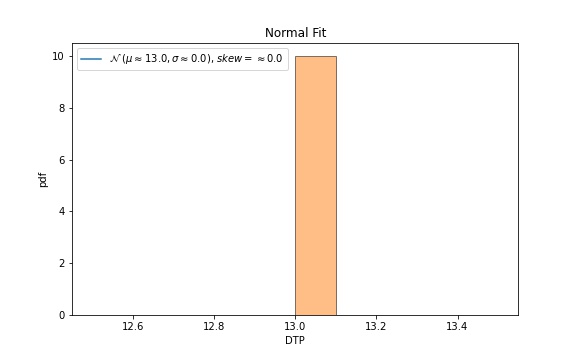 Normal Fit
𝒩(μ ≈ 13.0, σ ≈ 0.0), skew = ≈0.0
pdf
10
8
6
4
2
0
12.6 12.8 13.0 13.2 13.4
DTP